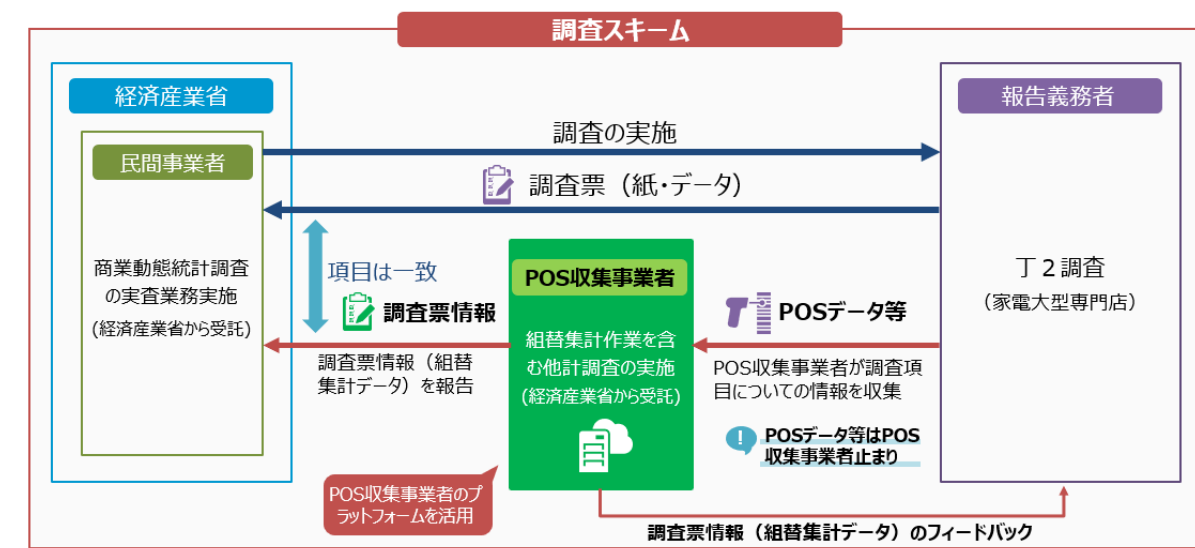 調査スキーム
経済産業省
民間事業者
商業動態統計調査
の実査業務実施
(経済産業省から受託)
調査の実施
調査票（紙・データ）
項目は一致
調査票情報
調査票情報（組替
集計データ）を報告
POS収集事業者
組替集計作業を含
む他計調査の実施
(経済産業省から受託)
POS収集事業者のプ
ラットフォームを活用
POSデータ等
POS収集事業者が調査項
目についての情報を収集
POSデータ等はPOS
収集事業者止まり
報告義務者
丁２調査
（家電大型専門店）
調査票情報（組替集計データ）のフィードバック